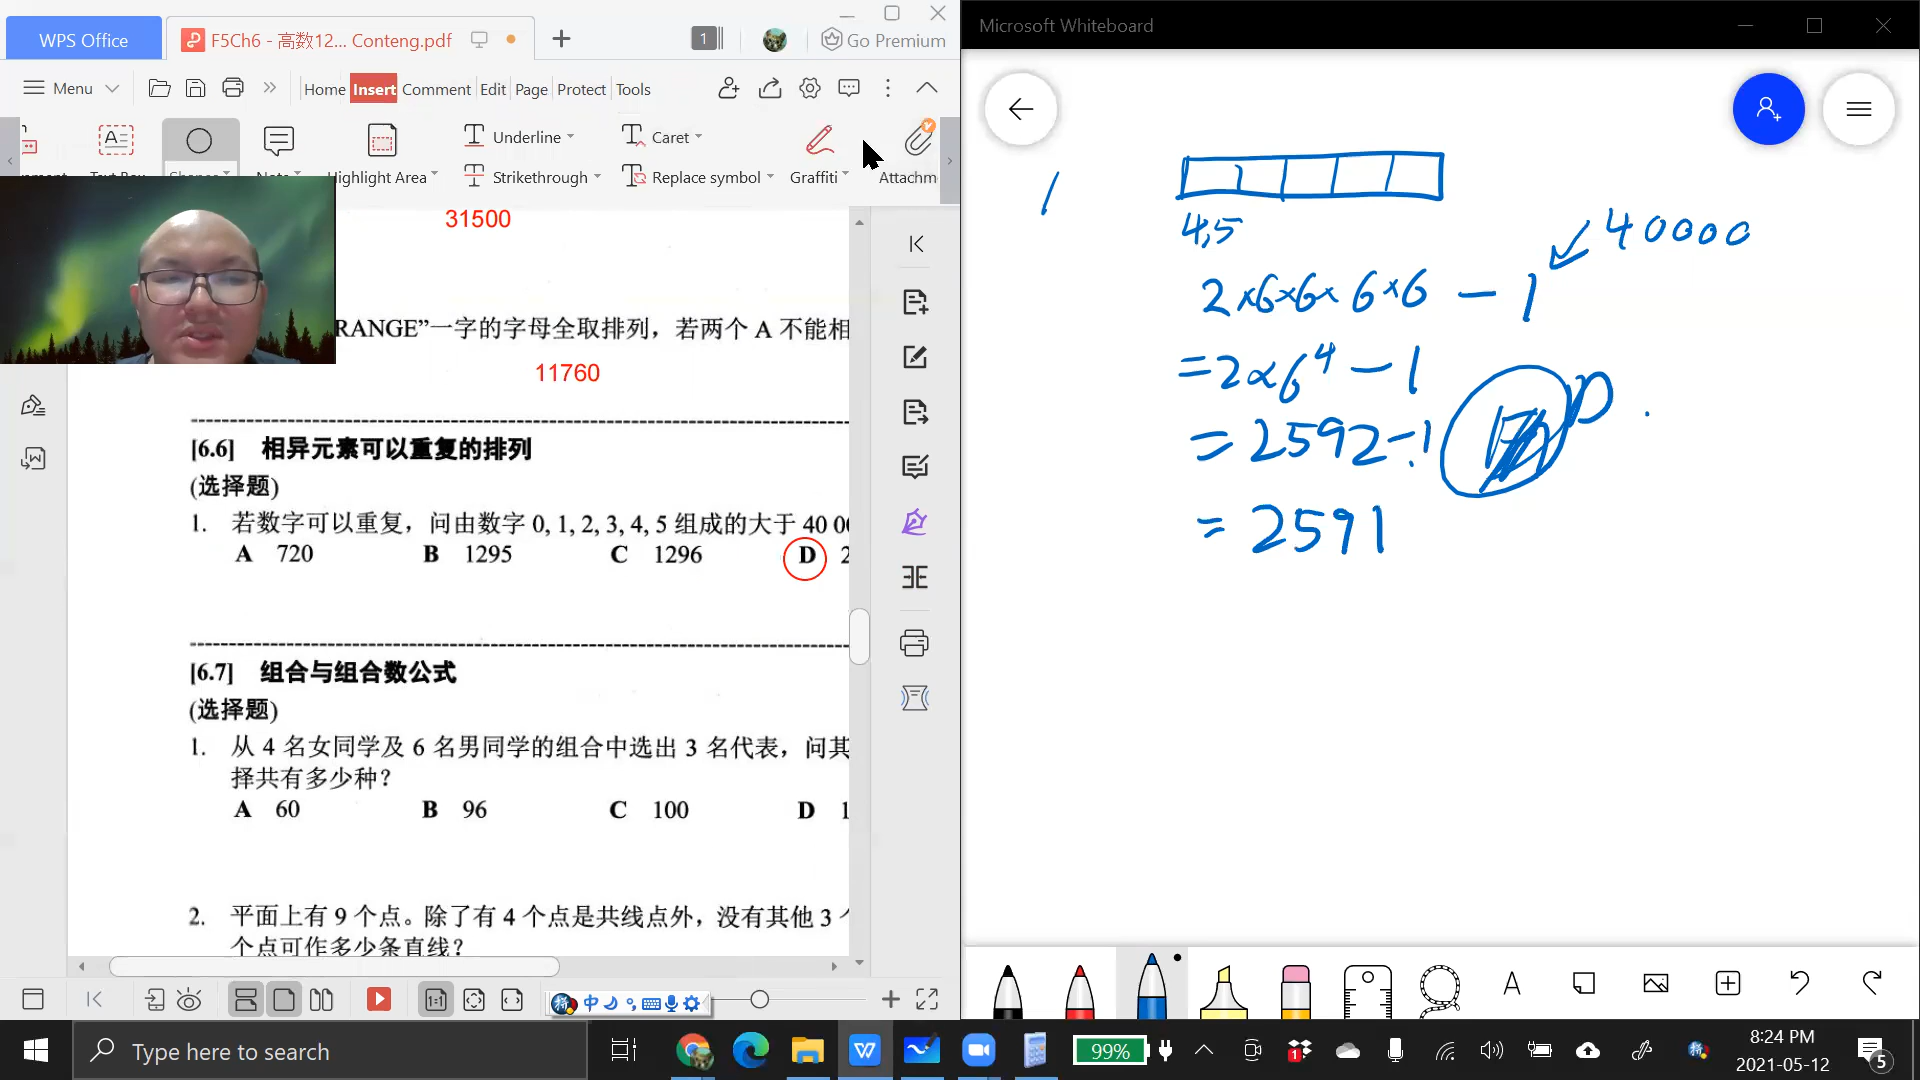 WPS Office
F5Ch6 - 高数12... Conteng.pdf
1
Go Premium
Menu
Home Insert Comment Edit Page Protect Tools
Underline
Caret
Highlight Area
Strikethrough
Replace symbol
Graffiti
Attachm
31500
RANGE”一字的字母全取排列，若两个 A 不能相
11760
[6.6] 相异元素可以重复的排列
(选择题)
1. 若数字可以重复，问由数字 0, 1, 2, 3, 4, 5 组成的大于 40 00
A 720 B 1295 C 1296 D 2
[6.7] 组合与组合数公式
(选择题)
1. 从 4 名女同学及 6 名男同学的组合中选出 3 名代表，问其
择共有多少种？
A 60 B 96 C 100 D 1
2. 平面上有 9 个点。除了有 4 个点是共线点外，没有其他 3 个
个点可作多少条直线？
1:1
中
Microsoft Whiteboard
1
4,5
40000
2×6×6×6×6 − 1
= 2×6⁴ − 1
= 2592 − 1
D
= 2591
Type here to search
99%
1
8:24 PM
2021-05-12
5